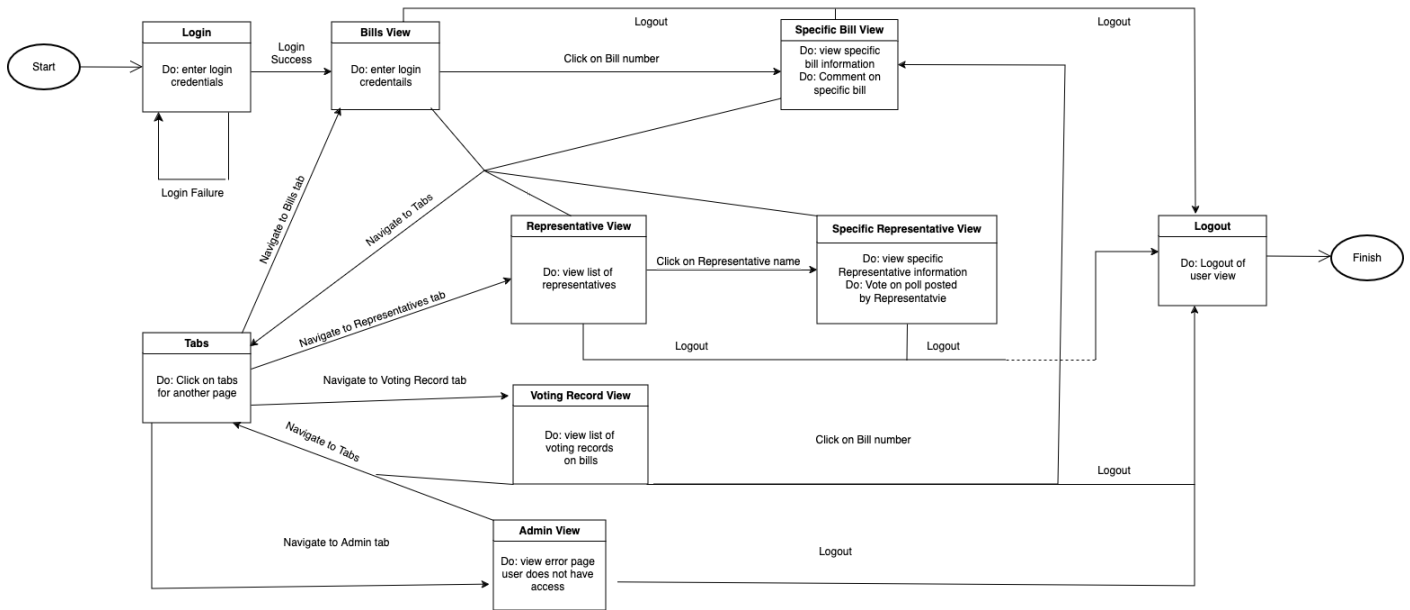 Logout
Logout
Login
Bills View
Specific Bill View
Start
Do: enter login
credentials
Login
Success
Do: enter login
credentails
Click on Bill number
Do: view specific
bill information
Do: Comment on
specific bill
Login Failure
Navigate to Bills tab
Navigate to Tabs
Representative View
Do: view list of
representatives
Click on Representative name
Specific Representative View
Do: view specific
Representative information
Do: Vote on poll posted
by Representatvie
Logout
Do: Logout of
user view
Finish
Navigate to Representatives tab
Logout
Logout
Tabs
Do: Click on tabs
for another page
Navigate to Voting Record tab
Voting Record View
Do: view list of
voting records
on bills
Click on Bill number
Navigate to Tabs
Logout
Navigate to Admin tab
Admin View
Do: view error page
user does not have
access
Logout